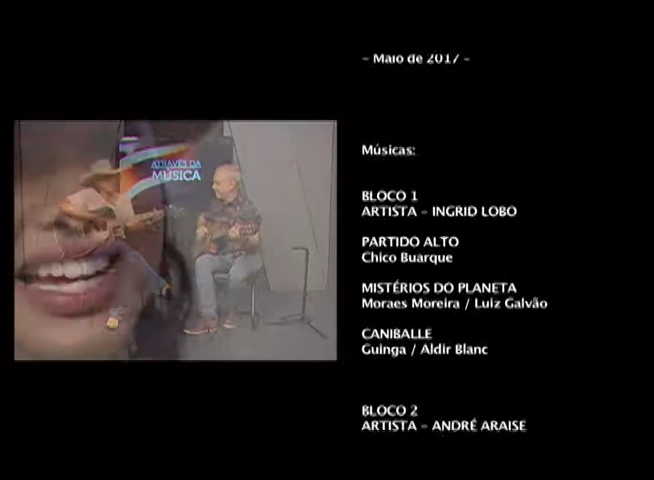 - Maio de 2017 -
ATRAVÉS DA
MÚSICA
Músicas:
BLOCO 1
ARTISTA - INGRID LOBO
PARTIDO ALTO
Chico Buarque
MISTÉRIOS DO PLANETA
Moraes Moreira / Luiz Galvão
CANIBALLE
Guinga / Aldir Blanc
BLOCO 2
ARTISTA - ANDRÉ ARAISE